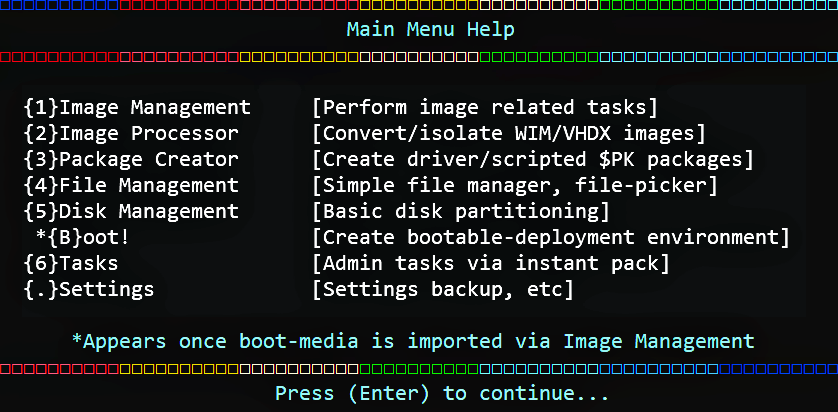 Main Menu Help
{1}Image Management [Perform image related tasks]
{2}Image Processor [Convert/isolate WIM/VHDX images]
{3}Package Creator [Create driver/scripted $PK packages]
{4}File Management [Simple file manager, file-picker]
{5}Disk Management [Basic disk partitioning]
*{B}oot! [Create bootable-deployment environment]
{6}Tasks [Admin tasks via instant pack]
{.}Settings [Settings backup, etc]
*Appears once boot-media is imported via Image Management
Press (Enter) to continue...